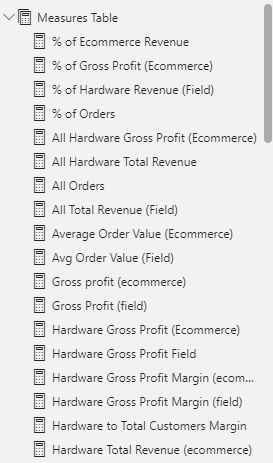 Measures Table
% of Ecommerce Revenue
% of Gross Profit (Ecommerce)
% of Hardware Revenue (Field)
% of Orders
All Hardware Gross Profit (Ecommerce)
All Hardware Total Revenue
All Orders
All Total Revenue (Field)
Average Order Value (Ecommerce)
Avg Order Value (Field)
Gross profit (ecommerce)
Gross Profit (field)
Hardware Gross Profit (Ecommerce)
Hardware Gross Profit Field
Hardware Gross Profit Margin (ecom...
Hardware Gross Profit Margin (field)
Hardware to Total Customers Margin
Hardware Total Revenue (ecommerce)